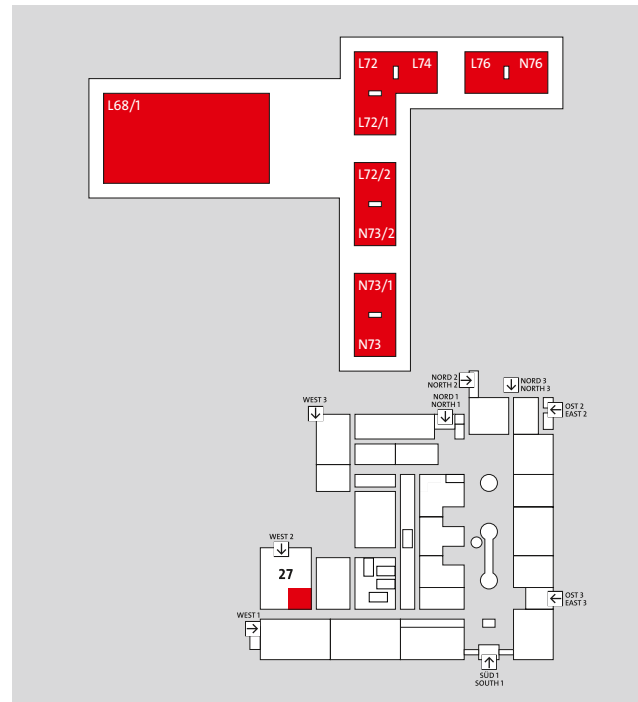 L72
L74
L76
N76
L68/1
L72/1
L72/2
N73/2
N73/1
N73
NORD 2
NORTH 2
NORD 3
NORTH 3
WEST 3
NORD 1
NORTH 1
OST 2
EAST 2
WEST 2
27
OST 3
EAST 3
WEST 1
SÜD 1
SOUTH 1